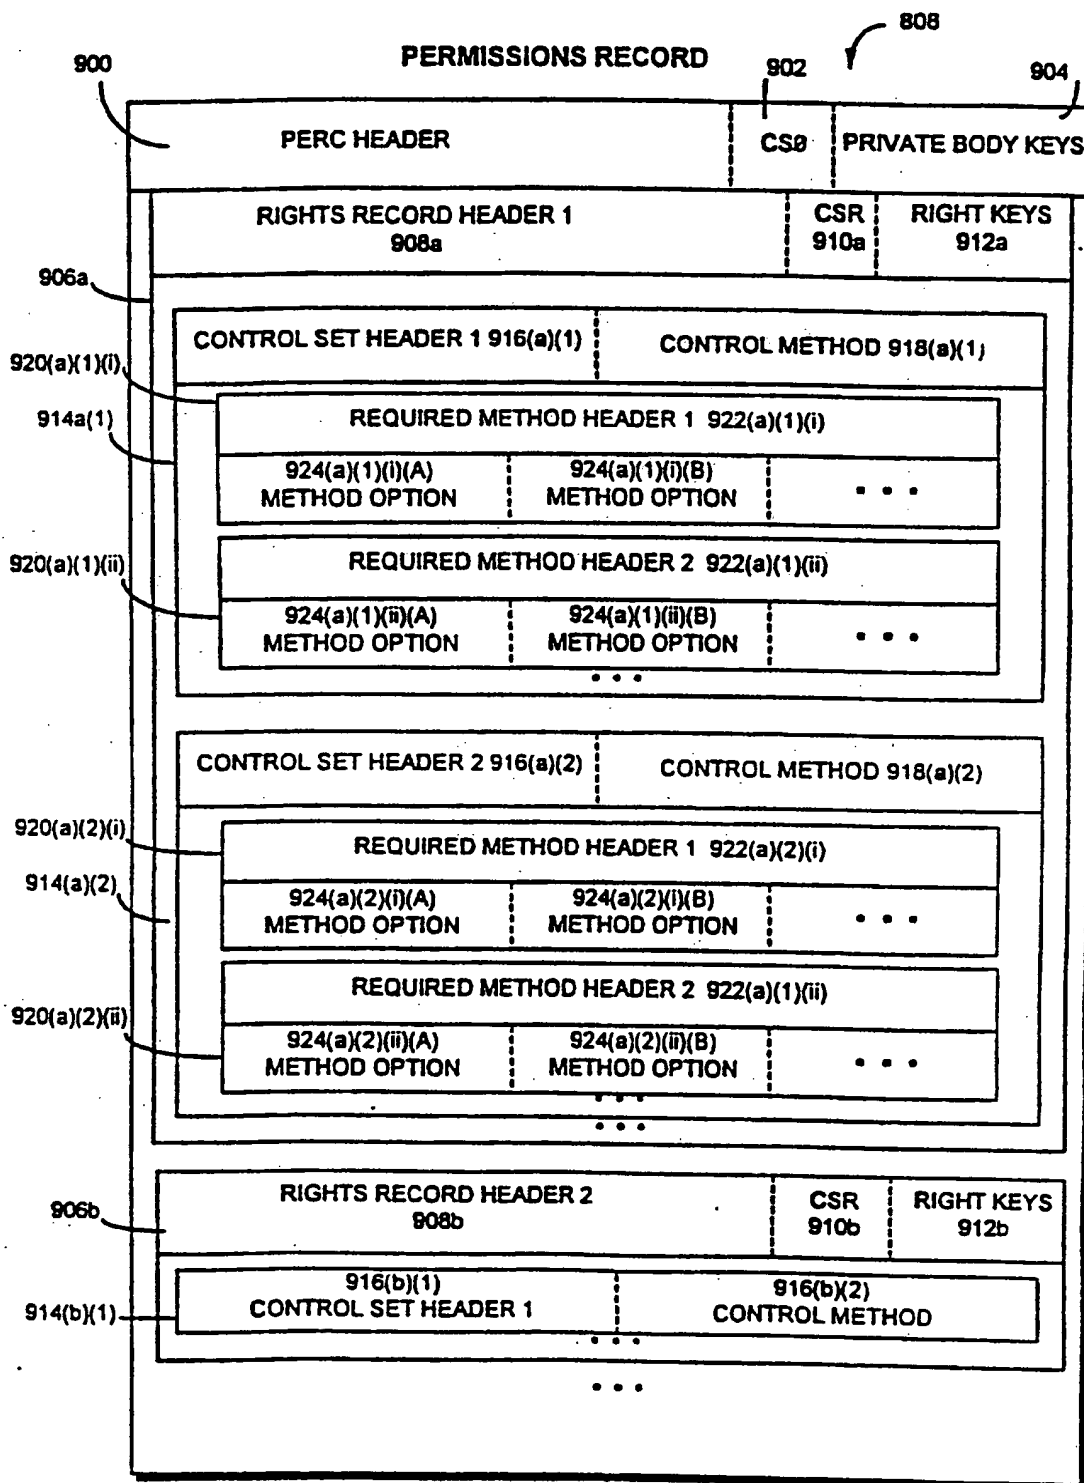 808
PERMISSIONS RECORD
900
902
904
PERC HEADER
CS0
PRIVATE BODY KEYS
RIGHTS RECORD HEADER 1
908a
CSR
910a
RIGHT KEYS
912a
906a
CONTROL SET HEADER 1 916(a)(1)
CONTROL METHOD 918(a)(1)
920(a)(1)(i)
914a(1)
REQUIRED METHOD HEADER 1 922(a)(1)(i)
924(a)(1)(i)(A)
METHOD OPTION
924(a)(1)(i)(B)
METHOD OPTION
• • •
920(a)(1)(ii)
REQUIRED METHOD HEADER 2 922(a)(1)(ii)
924(a)(1)(ii)(A)
METHOD OPTION
924(a)(1)(ii)(B)
METHOD OPTION
• • •
• • •
CONTROL SET HEADER 2 916(a)(2)
CONTROL METHOD 918(a)(2)
920(a)(2)(i)
914(a)(2)
REQUIRED METHOD HEADER 1 922(a)(2)(i)
924(a)(2)(i)(A)
METHOD OPTION
924(a)(2)(i)(B)
METHOD OPTION
• • •
920(a)(2)(ii)
REQUIRED METHOD HEADER 2 922(a)(1)(ii)
924(a)(2)(ii)(A)
METHOD OPTION
924(a)(2)(ii)(B)
METHOD OPTION
• • •
• • •
• • •
906b
RIGHTS RECORD HEADER 2
908b
CSR
910b
RIGHT KEYS
912b
914(b)(1)
916(b)(1)
CONTROL SET HEADER 1
916(b)(2)
CONTROL METHOD
• • •
• • •